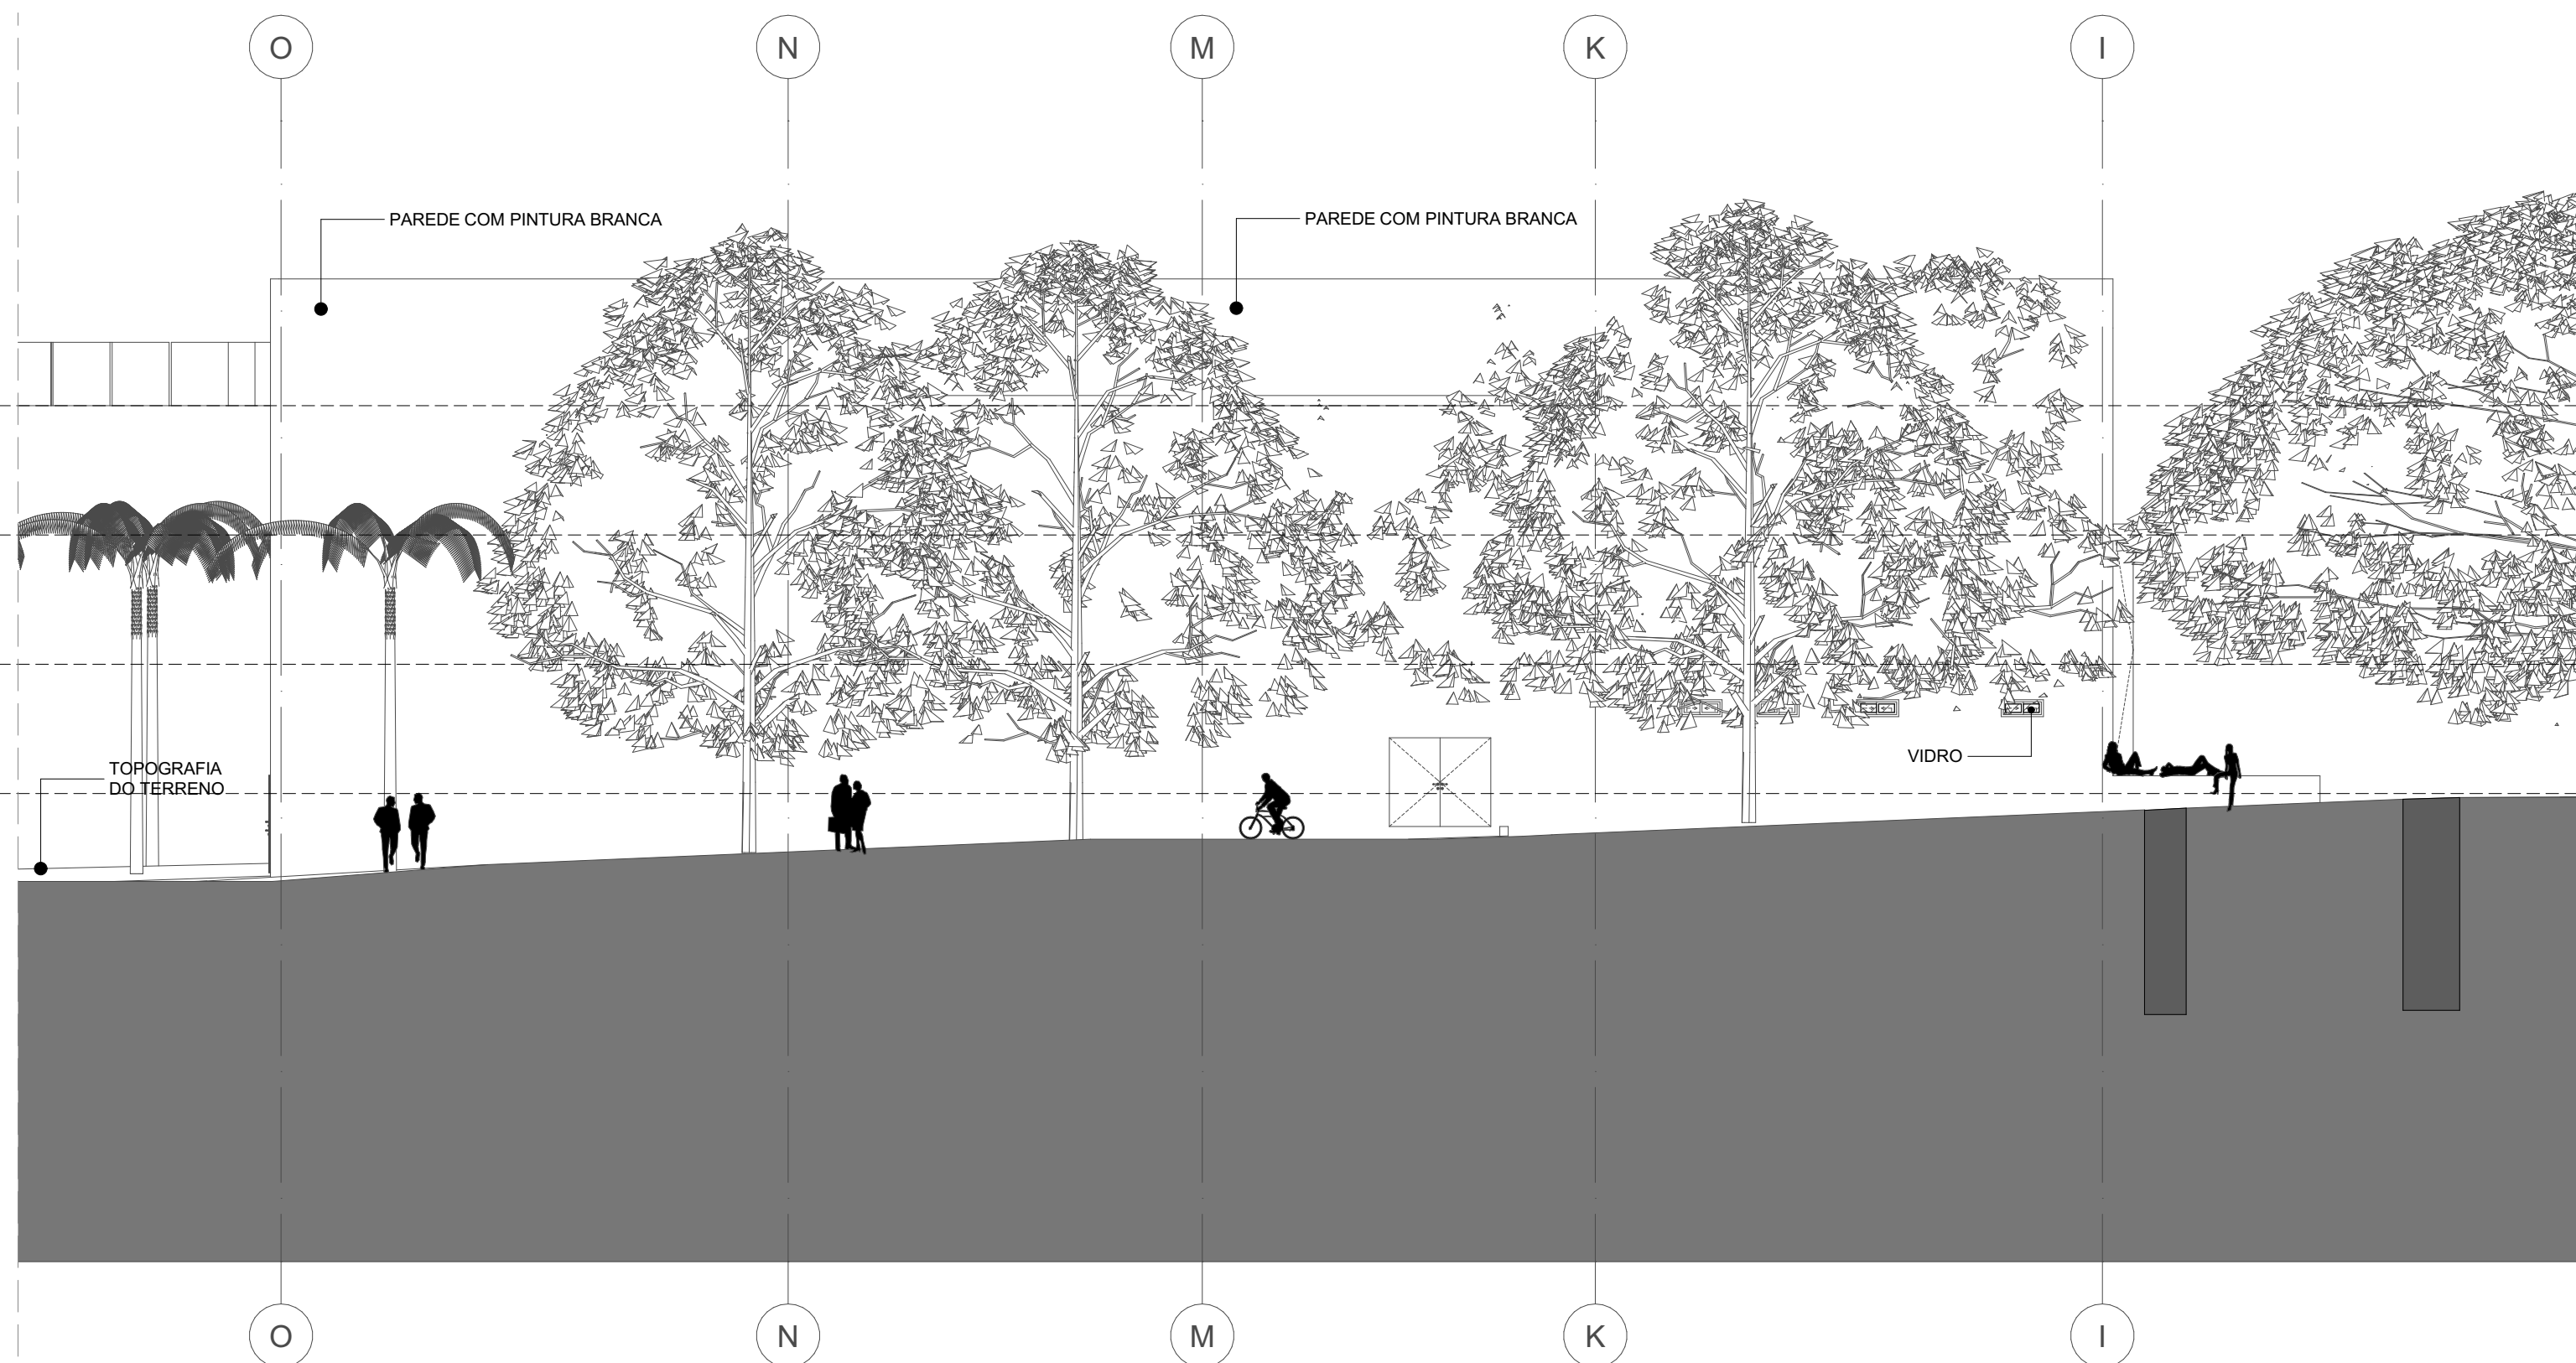 O N M K I
PAREDE COM PINTURA BRANCA
PAREDE COM PINTURA BRANCA
VIDRO
TOPOGRAFIA
DO TERRENO
O N M K I